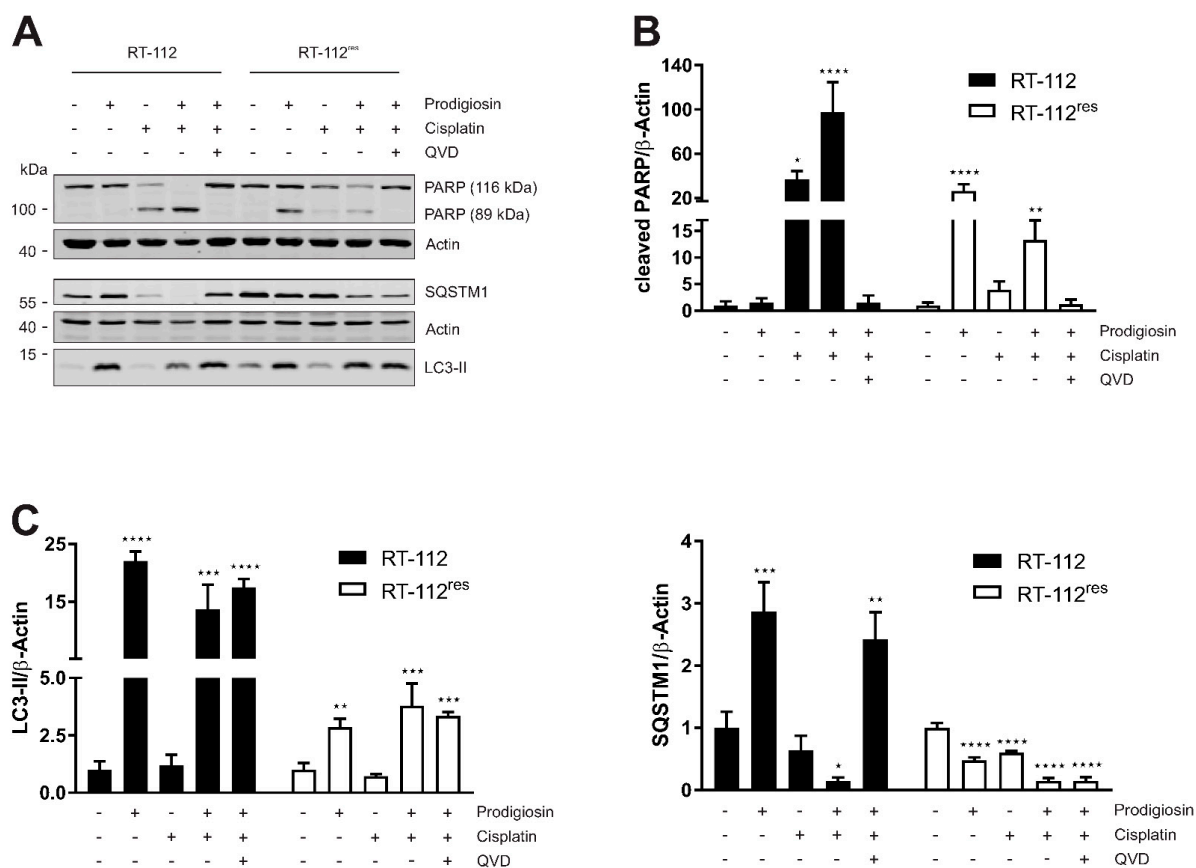 A
RT-112 RT-112res
- + - + + - + - + + Prodigiosin
- - + + + - - + + + Cisplatin
- - - - + - - - - + QVD
kDa
PARP (116 kDa)
100 -
PARP (89 kDa)
40 -
Actin
55 -
SQSTM1
40 -
Actin
15 -
LC3-II
B
cleaved PARP/β-Actin
140
100
60
20
15
10
5
0
RT-112
RT-112res
★
★★★★
★★★★
★★
- + - + + - + - + + Prodigiosin
- - + + + - - + + + Cisplatin
- - - - + - - - - + QVD
C
LC3-II/β-Actin
25
15
5.0
2.5
0.0
RT-112
RT-112res
★★★★
★★★
★★★★
★★
★★★
★★★
- + - + + - + - + + Prodigiosin
- - + + + - - + + + Cisplatin
- - - - + - - - - + QVD
SQSTM1/β-Actin
4
3
2
1
0
RT-112
RT-112res
★★★
★
★★
★★★★
★★★★
★★★★
★★★★
- + - + + - + - + + Prodigiosin
- - + + + - - + + + Cisplatin
- - - - + - - - - + QVD